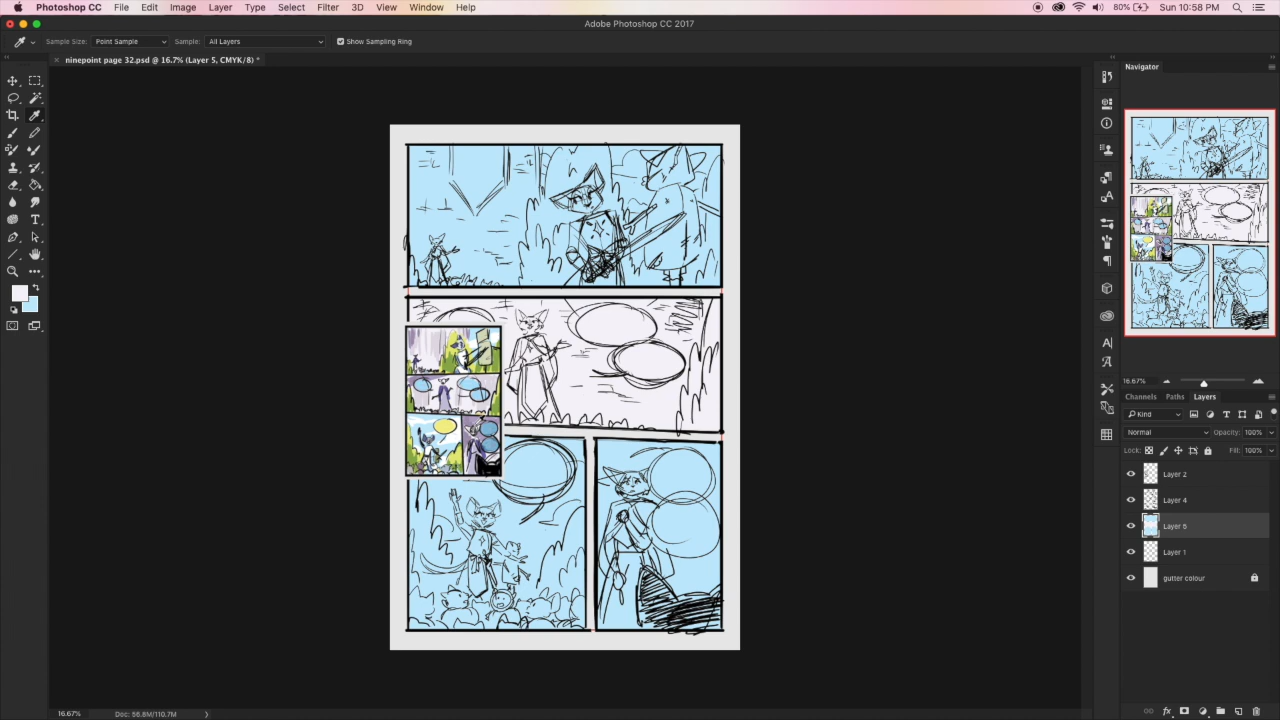 Photoshop CC File Edit Image Layer Type Select Filter 3D View Window Help 80% Sun 10:58 PM
Adobe Photoshop CC 2017
Sample Size: Point Sample Sample: All Layers Show Sampling Ring
ninepoint page 32.psd @ 16.7% (Layer 5, CMYK/8) *
Navigator
16.67%
Channels Paths Layers
Kind
Normal Opacity: 100%
Lock: Fill: 100%
Layer 2
Layer 4
Layer 5
Layer 1
gutter colour
16.67% Doc: 56.8M/110.7M